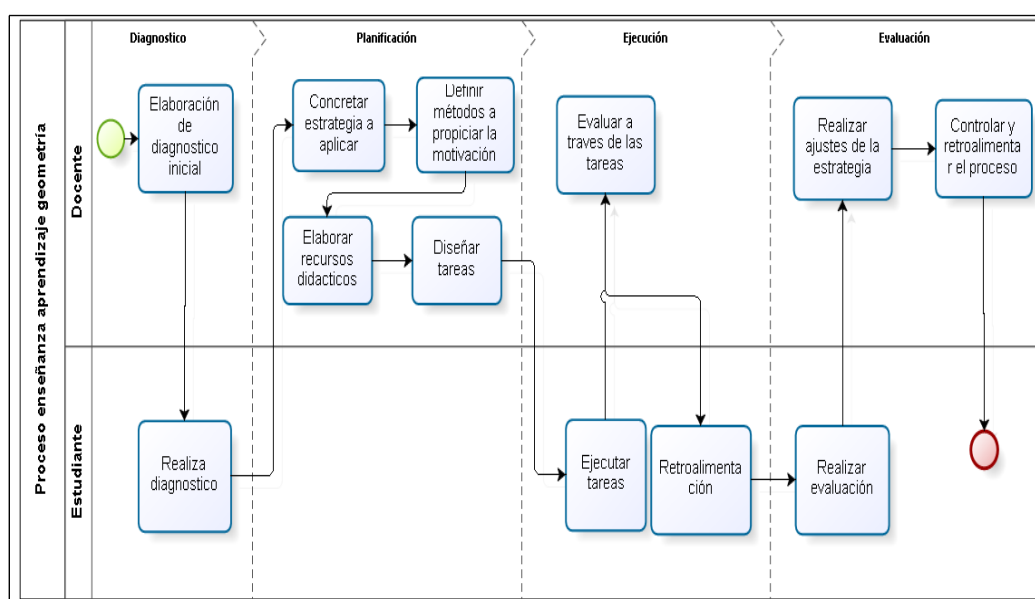 Proceso enseñanza aprendizaje geometría
Diagnostico
Planificación
Ejecución
Evaluación
Docente
Elaboración
de
diagnostico
inicial
Concretar
estrategia a
aplicar
Definir
métodos a
propiciar la
motivación
Elaborar
recursos
didacticos
Diseñar
tareas
Evaluar a
traves de las
tareas
Realizar
ajustes de la
estrategia
Controlar y
retroalimenta
r el proceso
Estudiante
Realiza
diagnostico
Ejecutar
tareas
Retroalimenta
ción
Realizar
evaluación